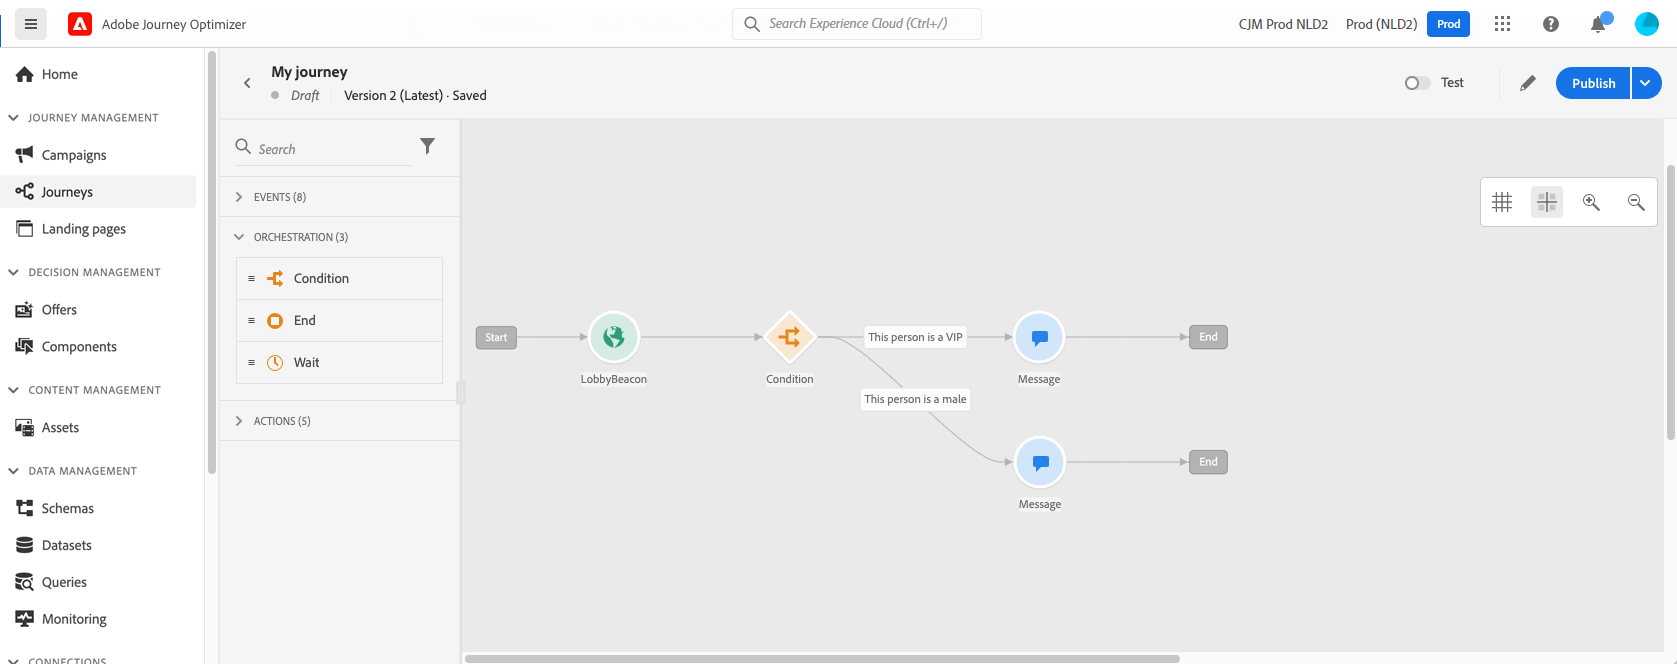 Adobe Journey Optimizer
Search Experience Cloud (Ctrl+/)
CJM Prod NLD2
Prod (NLD2)
Prod
Home
JOURNEY MANAGEMENT
Campaigns
Journeys
Landing pages
DECISION MANAGEMENT
Offers
Components
CONTENT MANAGEMENT
Assets
DATA MANAGEMENT
Schemas
Datasets
Queries
Monitoring
CONNECTIONS
My journey
Draft
Version 2 (Latest) · Saved
Test
Publish
Search
EVENTS (8)
ORCHESTRATION (3)
Condition
End
Wait
ACTIONS (5)
Start
LobbyBeacon
Condition
This person is a VIP
Message
End
This person is a male
Message
End